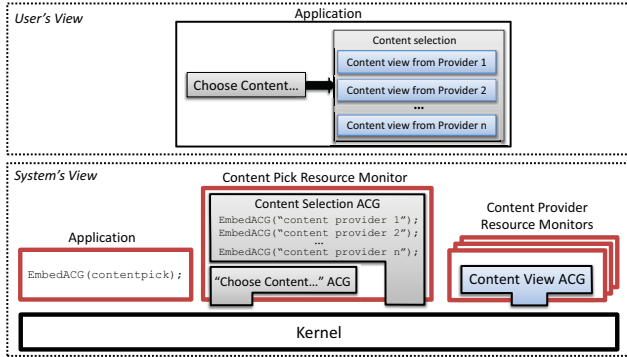 User's View
Application
Content selection
Content view from Provider 1
Choose Content…
Content view from Provider 2
…
Content view from Provider n
System's View
Content Pick Resource Monitor
Content Selection ACG
EmbedACG("content provider 1");
EmbedACG("content provider 2");
…
EmbedACG("content provider n");
Application
EmbedACG(contentpick);
"Choose Content…" ACG
Content Provider
Resource Monitors
Content View ACG
Kernel